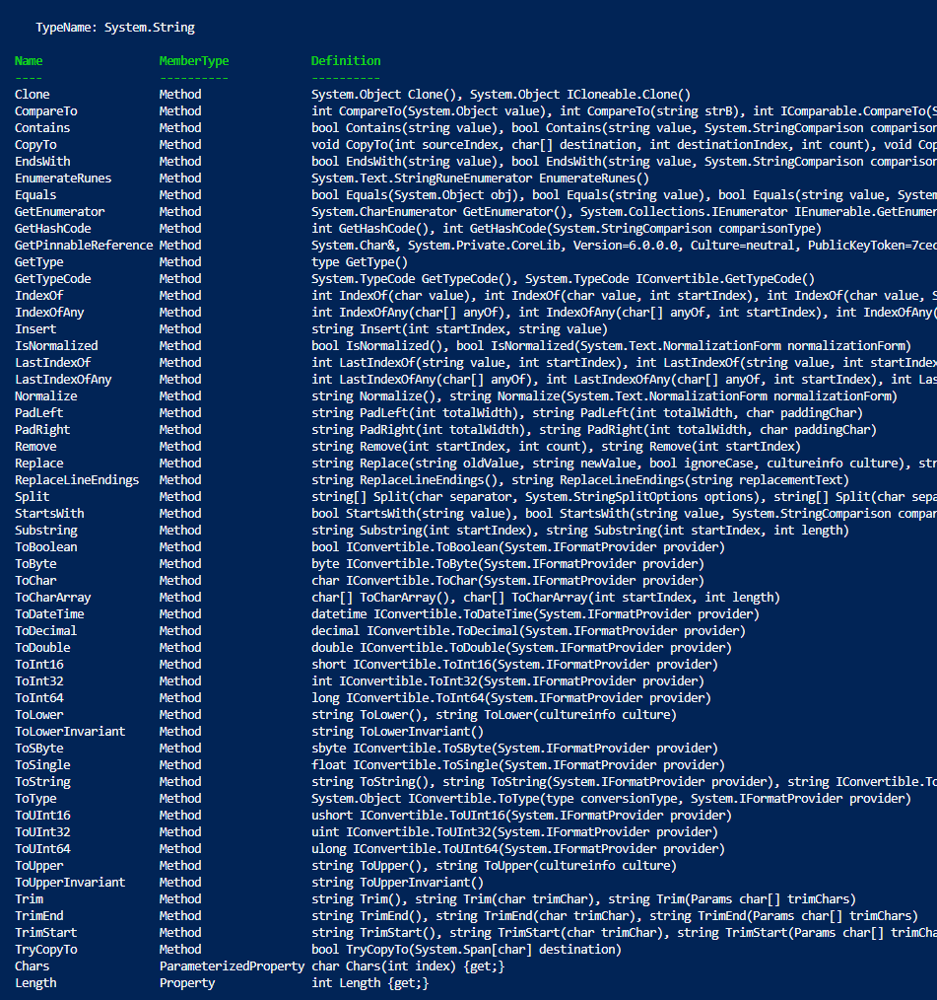 TypeName: System.String
Name MemberType Definition
---- ---------- ----------
Clone Method System.Object Clone(), System.Object ICloneable.Clone()
CompareTo Method int CompareTo(System.Object value), int CompareTo(string strB), int IComparable.CompareTo(S
Contains Method bool Contains(string value), bool Contains(string value, System.StringComparison comparison
CopyTo Method void CopyTo(int sourceIndex, char[] destination, int destinationIndex, int count), void Cop
EndsWith Method bool EndsWith(string value), bool EndsWith(string value, System.StringComparison comparison
EnumerateRunes Method System.Text.StringRuneEnumerator EnumerateRunes()
Equals Method bool Equals(System.Object obj), bool Equals(string value), bool Equals(string value, System
GetEnumerator Method System.CharEnumerator GetEnumerator(), System.Collections.IEnumerator IEnumerable.GetEnumer
GetHashCode Method int GetHashCode(), int GetHashCode(System.StringComparison comparisonType)
GetPinnableReference Method System.Char&, System.Private.CoreLib, Version=6.0.0.0, Culture=neutral, PublicKeyToken=7cec
GetType Method type GetType()
GetTypeCode Method System.TypeCode GetTypeCode(), System.TypeCode IConvertible.GetTypeCode()
IndexOf Method int IndexOf(char value), int IndexOf(char value, int startIndex), int IndexOf(char value, S
IndexOfAny Method int IndexOfAny(char[] anyOf), int IndexOfAny(char[] anyOf, int startIndex), int IndexOfAny(
Insert Method string Insert(int startIndex, string value)
IsNormalized Method bool IsNormalized(), bool IsNormalized(System.Text.NormalizationForm normalizationForm)
LastIndexOf Method int LastIndexOf(string value, int startIndex), int LastIndexOf(string value, int startIndex
LastIndexOfAny Method int LastIndexOfAny(char[] anyOf), int LastIndexOfAny(char[] anyOf, int startIndex), int Las
Normalize Method string Normalize(), string Normalize(System.Text.NormalizationForm normalizationForm)
PadLeft Method string PadLeft(int totalWidth), string PadLeft(int totalWidth, char paddingChar)
PadRight Method string PadRight(int totalWidth), string PadRight(int totalWidth, char paddingChar)
Remove Method string Remove(int startIndex, int count), string Remove(int startIndex)
Replace Method string Replace(string oldValue, string newValue, bool ignoreCase, cultureinfo culture), str
ReplaceLineEndings Method string ReplaceLineEndings(), string ReplaceLineEndings(string replacementText)
Split Method string[] Split(char separator, System.StringSplitOptions options), string[] Split(char sepa
StartsWith Method bool StartsWith(string value), bool StartsWith(string value, System.StringComparison compar
Substring Method string Substring(int startIndex), string Substring(int startIndex, int length)
ToBoolean Method bool IConvertible.ToBoolean(System.IFormatProvider provider)
ToByte Method byte IConvertible.ToByte(System.IFormatProvider provider)
ToChar Method char IConvertible.ToChar(System.IFormatProvider provider)
ToCharArray Method char[] ToCharArray(), char[] ToCharArray(int startIndex, int length)
ToDateTime Method datetime IConvertible.ToDateTime(System.IFormatProvider provider)
ToDecimal Method decimal IConvertible.ToDecimal(System.IFormatProvider provider)
ToDouble Method double IConvertible.ToDouble(System.IFormatProvider provider)
ToInt16 Method short IConvertible.ToInt16(System.IFormatProvider provider)
ToInt32 Method int IConvertible.ToInt32(System.IFormatProvider provider)
ToInt64 Method long IConvertible.ToInt64(System.IFormatProvider provider)
ToLower Method string ToLower(), string ToLower(cultureinfo culture)
ToLowerInvariant Method string ToLowerInvariant()
ToSByte Method sbyte IConvertible.ToSByte(System.IFormatProvider provider)
ToSingle Method float IConvertible.ToSingle(System.IFormatProvider provider)
ToString Method string ToString(), string ToString(System.IFormatProvider provider), string IConvertible.To
ToType Method System.Object IConvertible.ToType(type conversionType, System.IFormatProvider provider)
ToUInt16 Method ushort IConvertible.ToUInt16(System.IFormatProvider provider)
ToUInt32 Method uint IConvertible.ToUInt32(System.IFormatProvider provider)
ToUInt64 Method ulong IConvertible.ToUInt64(System.IFormatProvider provider)
ToUpper Method string ToUpper(), string ToUpper(cultureinfo culture)
ToUpperInvariant Method string ToUpperInvariant()
Trim Method string Trim(), string Trim(char trimChar), string Trim(Params char[] trimChars)
TrimEnd Method string TrimEnd(), string TrimEnd(char trimChar), string TrimEnd(Params char[] trimChars)
TrimStart Method string TrimStart(), string TrimStart(char trimChar), string TrimStart(Params char[] trimCha
TryCopyTo Method bool TryCopyTo(System.Span[char] destination)
Chars ParameterizedProperty char Chars(int index) {get;}
Length Property int Length {get;}